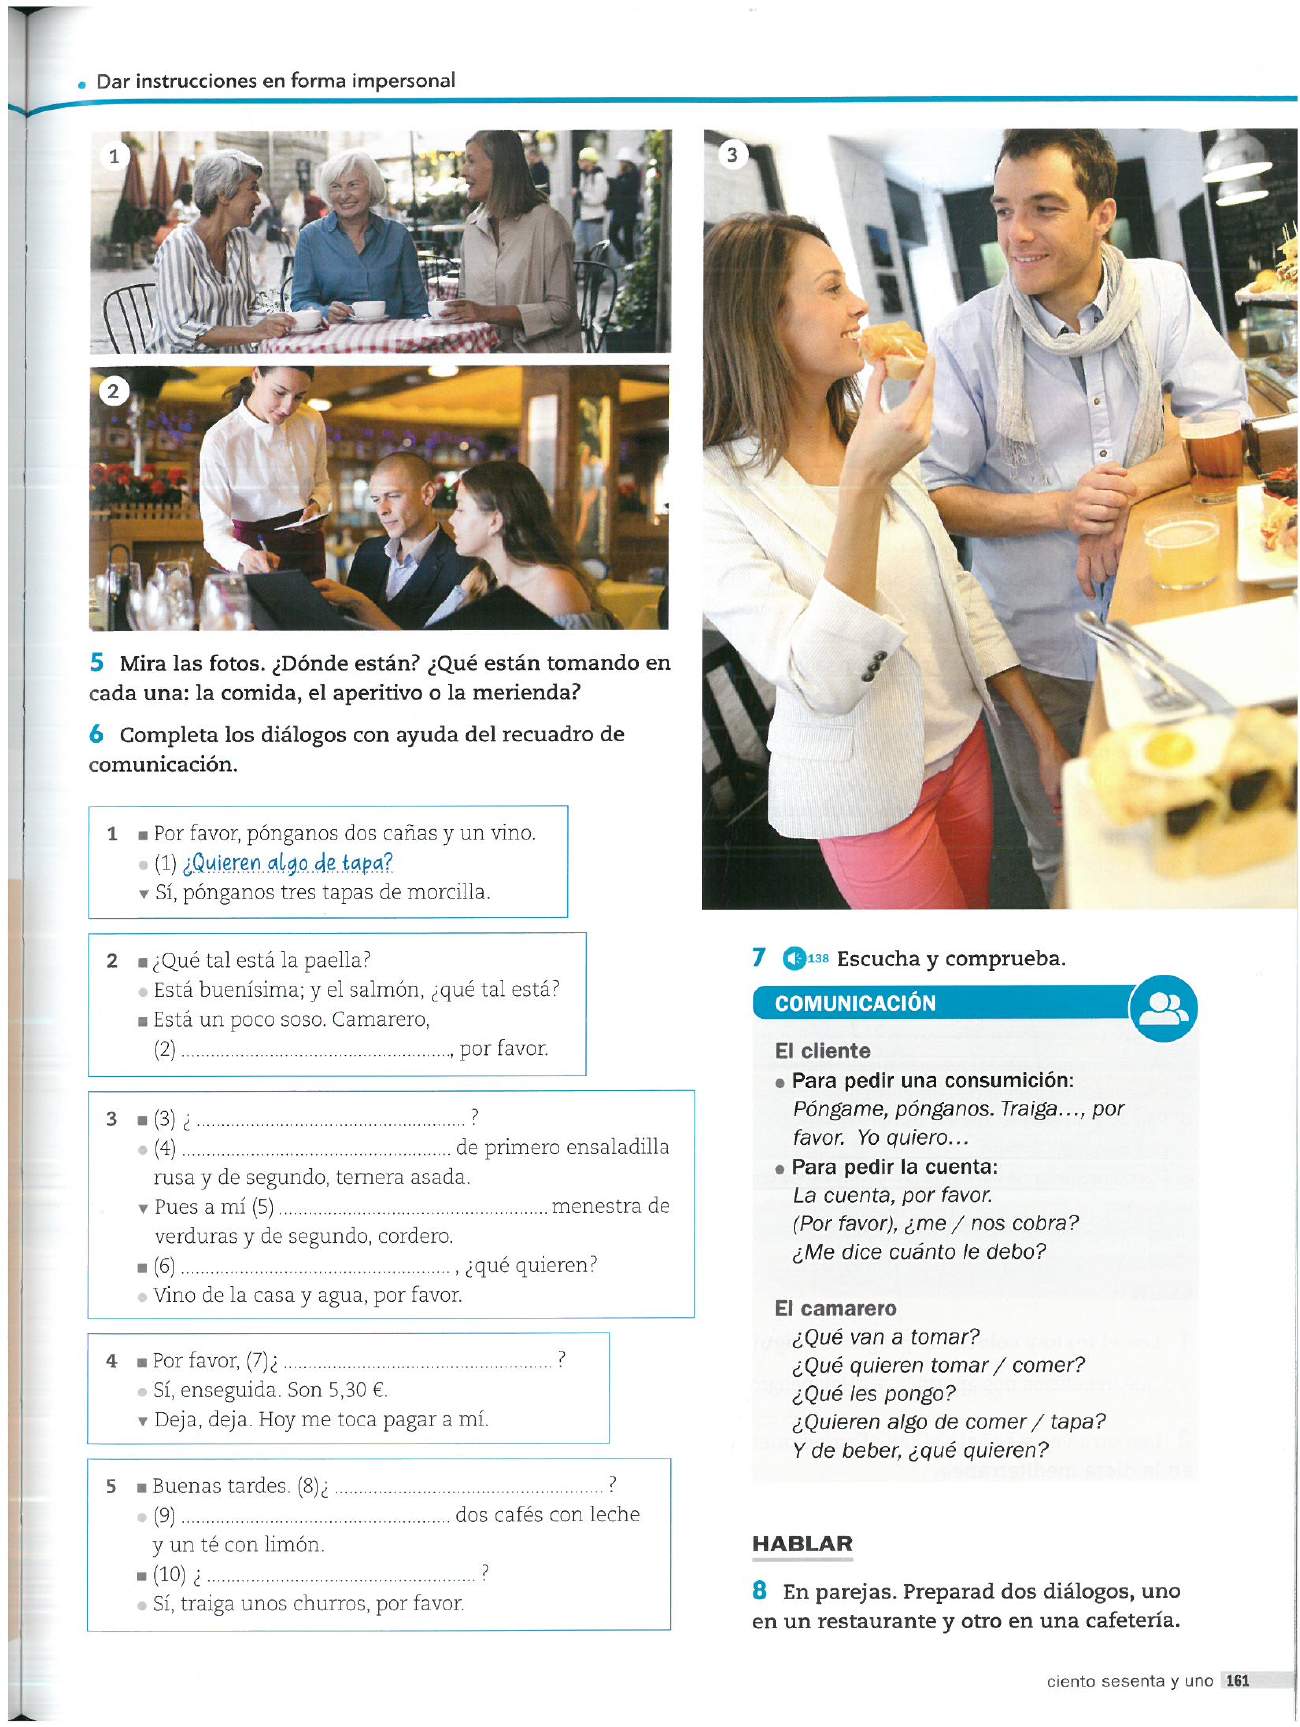 • Dar instrucciones en forma impersonal
1
2
3
5 Mira las fotos. ¿Dónde están? ¿Qué están tomando en
cada una: la comida, el aperitivo o la merienda?
6 Completa los diálogos con ayuda del recuadro de
comunicación.
1 ■ Por favor, pónganos dos cañas y un vino.
● (1) ¿Quieren algo de tapa?
▼ Sí, pónganos tres tapas de morcilla.
2 ■ ¿Qué tal está la paella?
● Está buenísima; y el salmón, ¿qué tal está?
■ Está un poco soso. Camarero,
(2) ..................................................., por favor.
3 ■ (3) ¿ ................................................... ?
● (4) ................................................... de primero ensaladilla
rusa y de segundo, ternera asada.
▼ Pues a mí (5) ................................................... menestra de
verduras y de segundo, cordero.
■ (6) ................................................... , ¿qué quieren?
● Vino de la casa y agua, por favor.
4 ■ Por favor, (7)¿ ................................................... ?
● Sí, enseguida. Son 5,30 €.
▼ Deja, deja. Hoy me toca pagar a mí.
5 ■ Buenas tardes. (8)¿ ................................................... ?
● (9) ................................................... dos cafés con leche
y un té con limón.
■ (10) ¿ ................................................... ?
● Sí, traiga unos churros, por favor.
7 138 Escucha y comprueba.
COMUNICACIÓN
El cliente
● Para pedir una consumición:
Póngame, pónganos. Traiga..., por
favor. Yo quiero...
● Para pedir la cuenta:
La cuenta, por favor.
(Por favor), ¿me / nos cobra?
¿Me dice cuánto le debo?
El camarero
¿Qué van a tomar?
¿Qué quieren tomar / comer?
¿Qué les pongo?
¿Quieren algo de comer / tapa?
Y de beber, ¿qué quieren?
HABLAR
8 En parejas. Preparad dos diálogos, uno
en un restaurante y otro en una cafetería.
ciento sesenta y uno 161